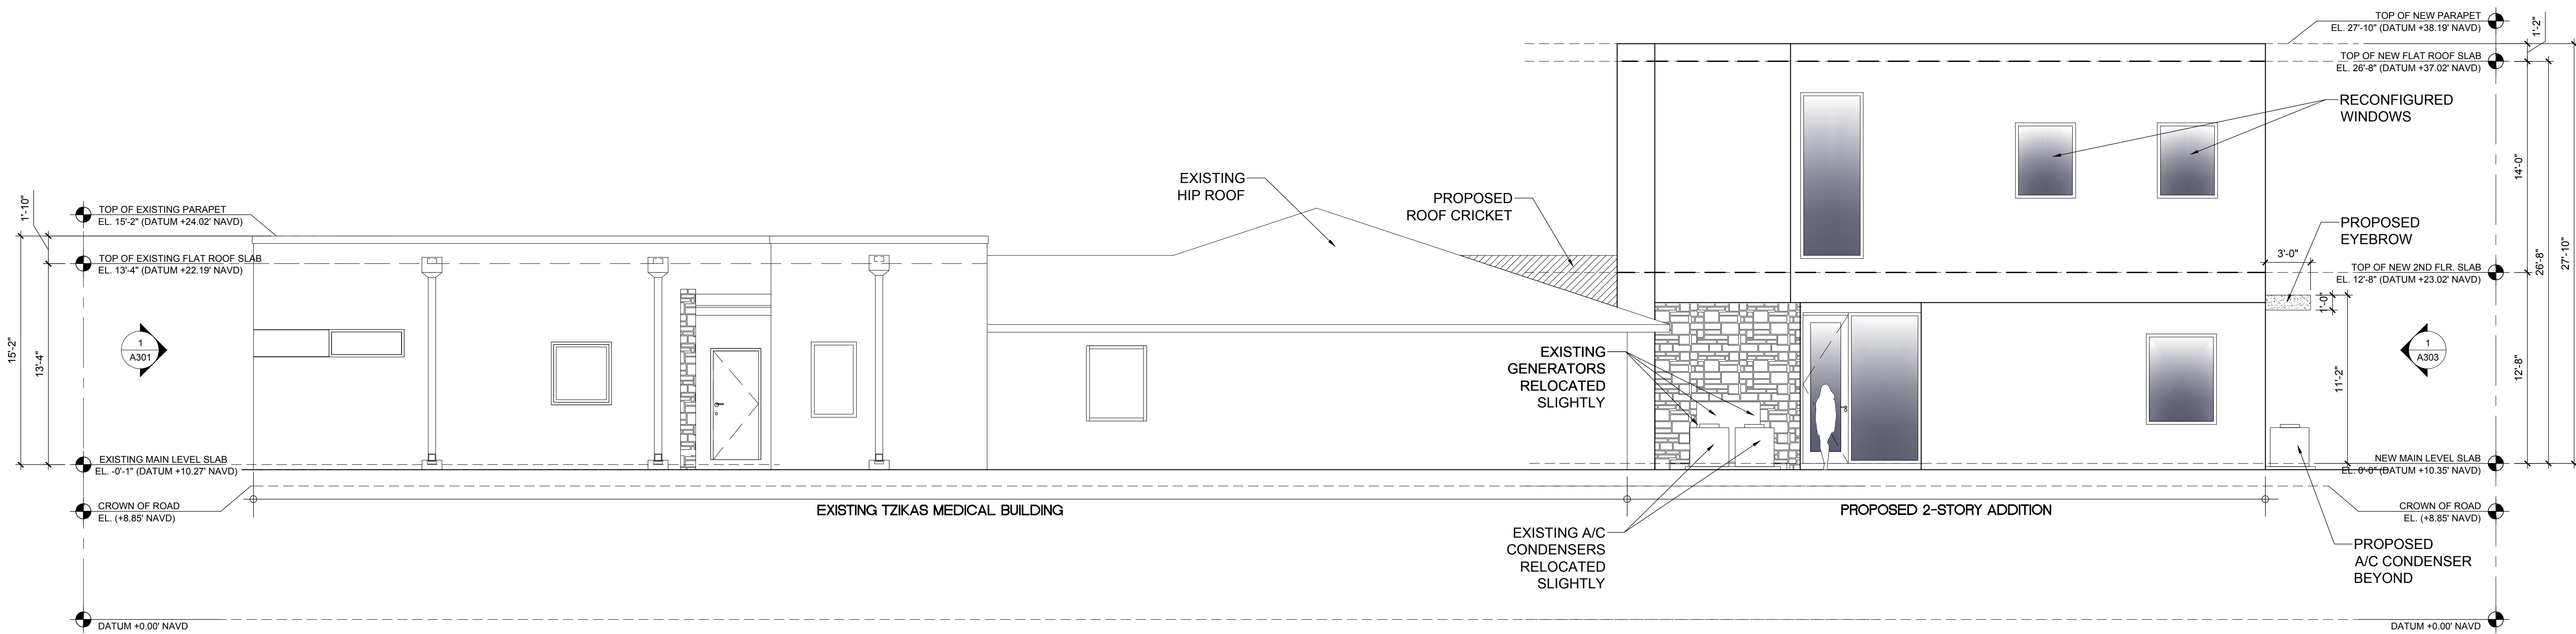 TOP OF NEW PARAPET
EL. 27'-10" (DATUM +38.19' NAVD)
1'-2"
TOP OF NEW FLAT ROOF SLAB
EL. 26'-8" (DATUM +37.02' NAVD)
RECONFIGURED
WINDOWS
14'-0"
26'-8"
27'-10"
EXISTING
HIP ROOF
PROPOSED
ROOF CRICKET
PROPOSED
EYEBROW
3'-0"
1'-10"
TOP OF EXISTING PARAPET
EL. 15'-2" (DATUM +24.02' NAVD)
TOP OF EXISTING FLAT ROOF SLAB
EL. 13'-4" (DATUM +22.19' NAVD)
TOP OF NEW 2ND FLR. SLAB
EL. 12'-8" (DATUM +23.02' NAVD)
1'-0"
15'-2"
13'-4"
1
A301
EXISTING
GENERATORS
RELOCATED
SLIGHTLY
1
A303
11'-2"
12'-8"
EXISTING MAIN LEVEL SLAB
EL. -0'-1" (DATUM +10.27' NAVD)
NEW MAIN LEVEL SLAB
EL. 0'-0" (DATUM +10.35' NAVD)
CROWN OF ROAD
EL. (+8.85' NAVD)
EXISTING TZIKAS MEDICAL BUILDING
PROPOSED 2-STORY ADDITION
CROWN OF ROAD
EL. (+8.85' NAVD)
EXISTING A/C
CONDENSERS
RELOCATED
SLIGHTLY
PROPOSED
A/C CONDENSER
BEYOND
DATUM +0.00' NAVD
DATUM +0.00' NAVD